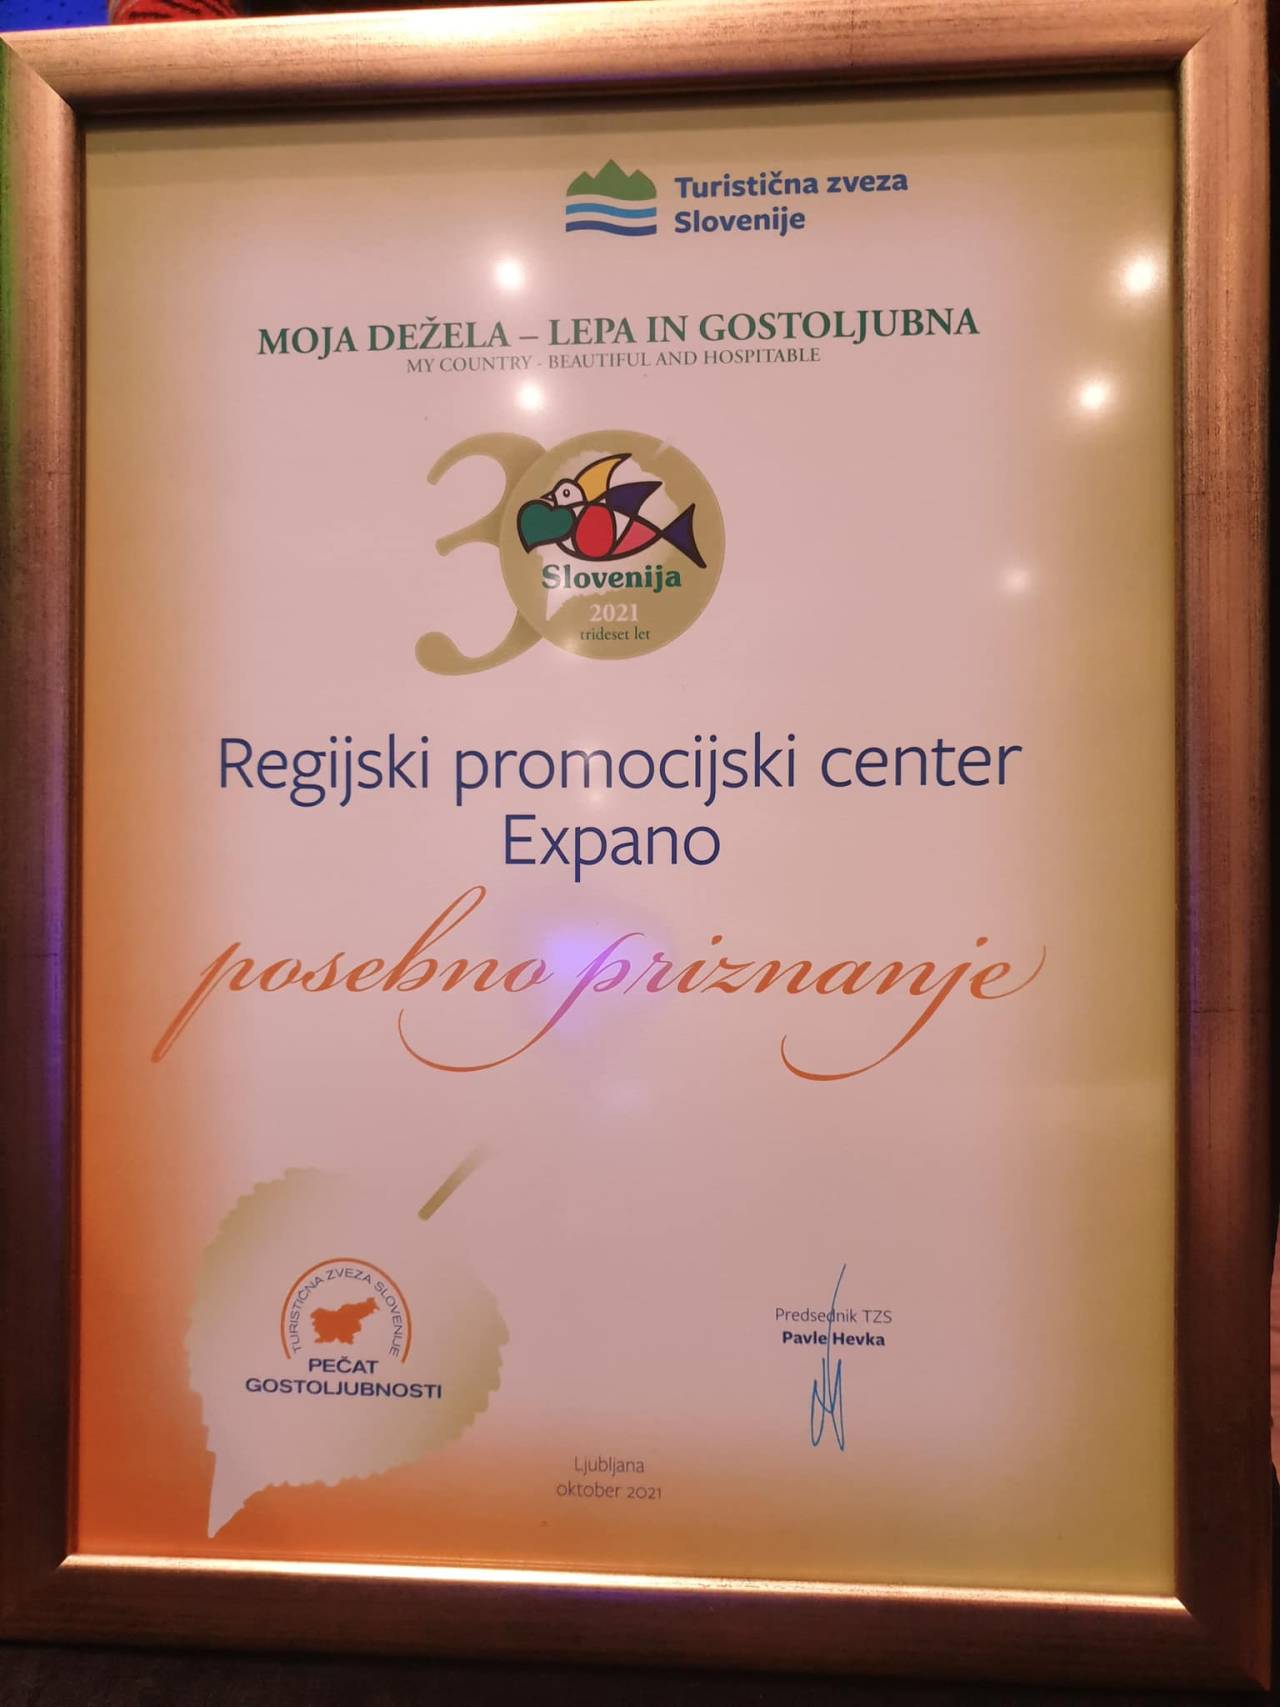 Turistična zveza
Slovenije
MOJA DEŽELA – LEPA IN GOSTOLJUBNA
MY COUNTRY - BEAUTIFUL AND HOSPITABLE
30
Slovenija
2021
trideset let
Regijski promocijski center
Expano
posebno priznanje
TURISTIČNA ZVEZA SLOVENIJE
PEČAT
GOSTOLJUBNOSTI
Predsednik TZS
Pavle Hevka
Ljubljana
oktober 2021